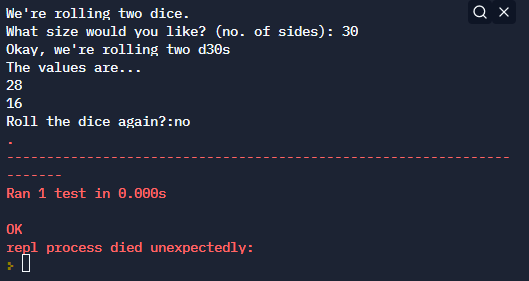 We're rolling two dice.
What size would you like? (no. of sides): 30
Okay, we're rolling two d30s
The values are...
28
16
Roll the dice again?:no
.
---------------------------------------------------------------
-------
Ran 1 test in 0.000s
OK
repl process died unexpectedly:
>